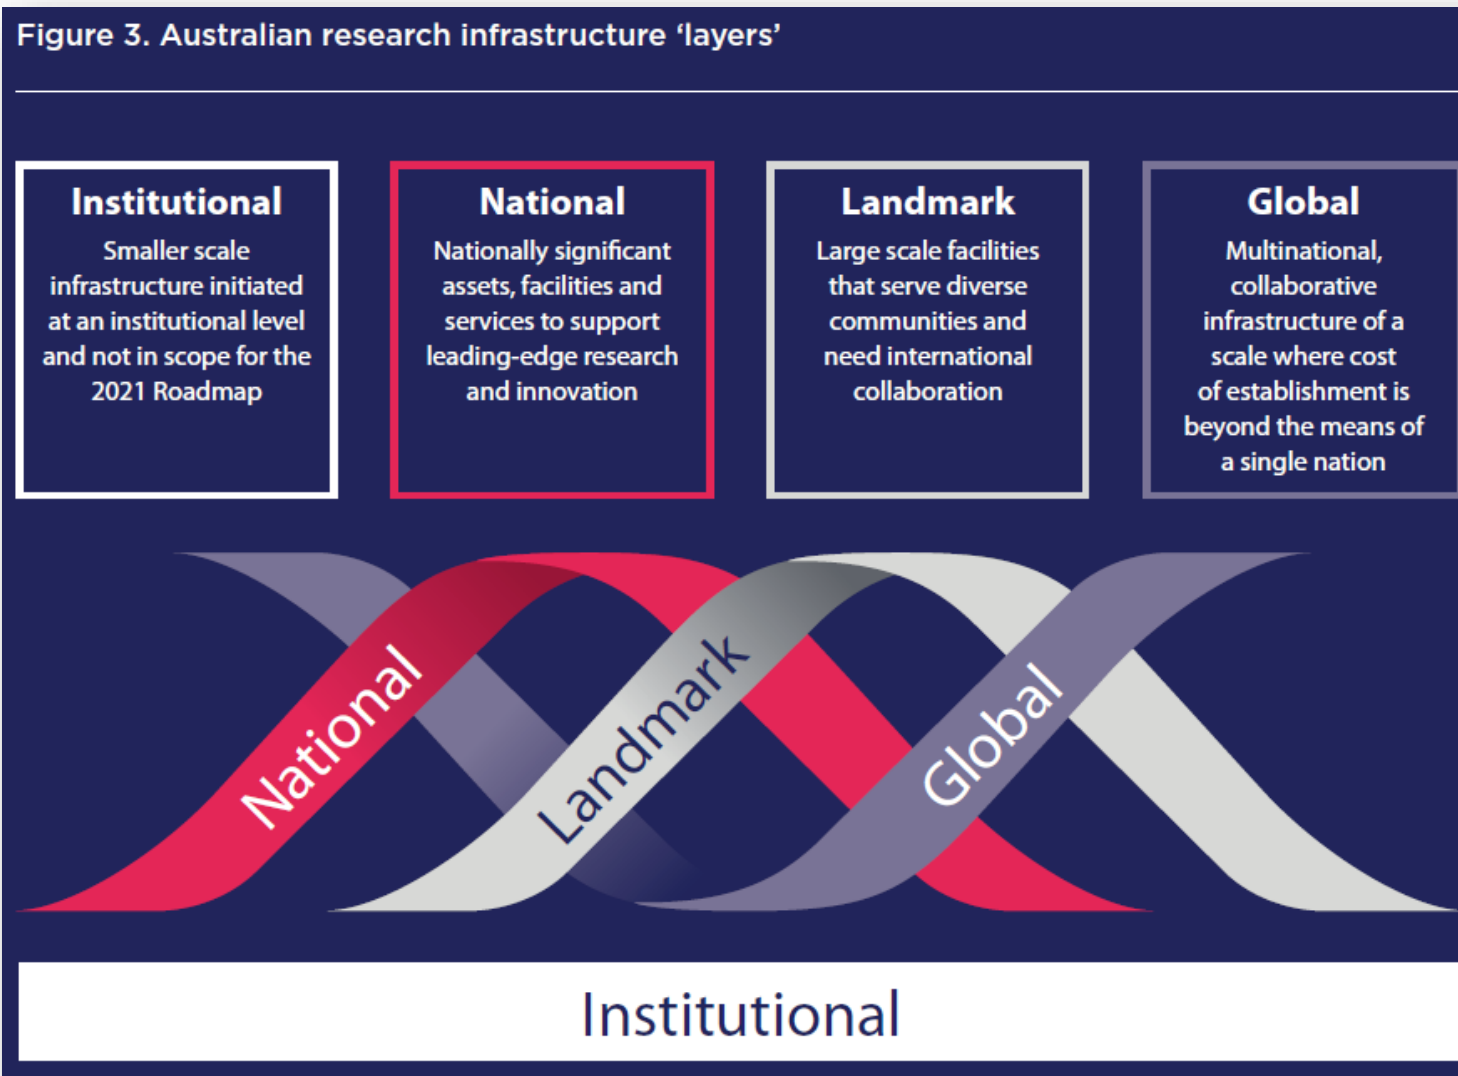 Figure 3. Australian research infrastructure ‘layers’
Institutional
Smaller scale
infrastructure initiated
at an institutional level
and not in scope for the
2021 Roadmap
National
Nationally significant
assets, facilities and
services to support
leading-edge research
and innovation
Landmark
Large scale facilities
that serve diverse
communities and
need international
collaboration
Global
Multinational,
collaborative
infrastructure of a
scale where cost
of establishment is
beyond the means of
a single nation
National
Landmark
Global
Institutional